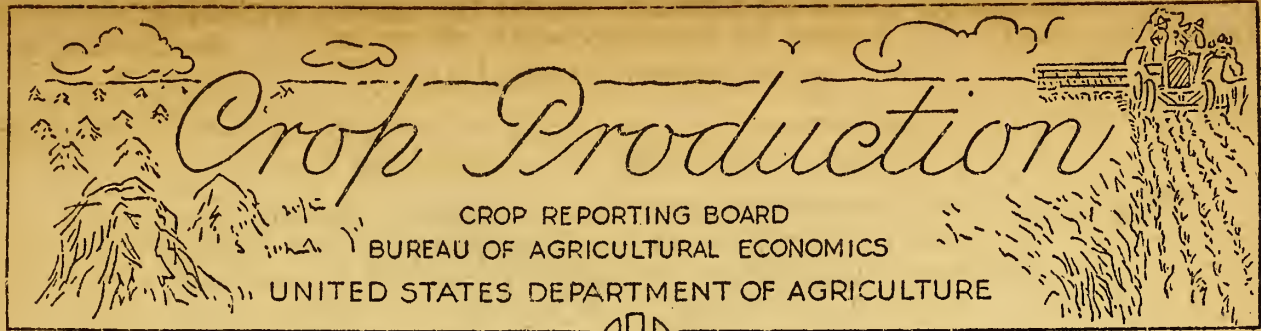 Crop Production
CROP REPORTING BOARD
BUREAU OF AGRICULTURAL ECONOMICS
UNITED STATES DEPARTMENT OF AGRICULTURE